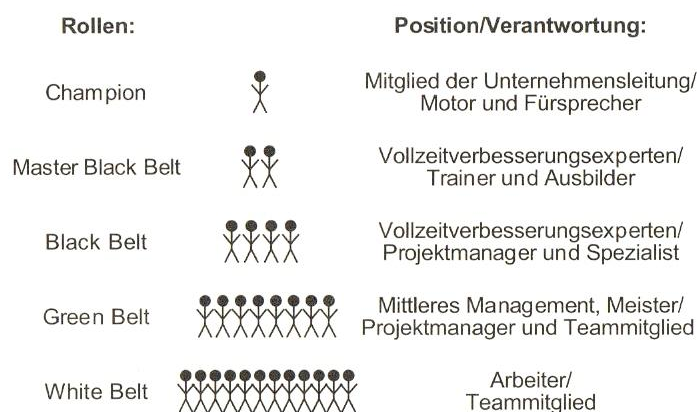 Rollen:
Position/Verantwortung:
Champion
Mitglied der Unternehmensleitung/
Motor und Fürsprecher
Master Black Belt
Vollzeitverbesserungsexperten/
Trainer und Ausbilder
Black Belt
Vollzeitverbesserungsexperten/
Projektmanager und Spezialist
Green Belt
Mittleres Management, Meister/
Projektmanager und Teammitglied
White Belt
Arbeiter/
Teammitglied